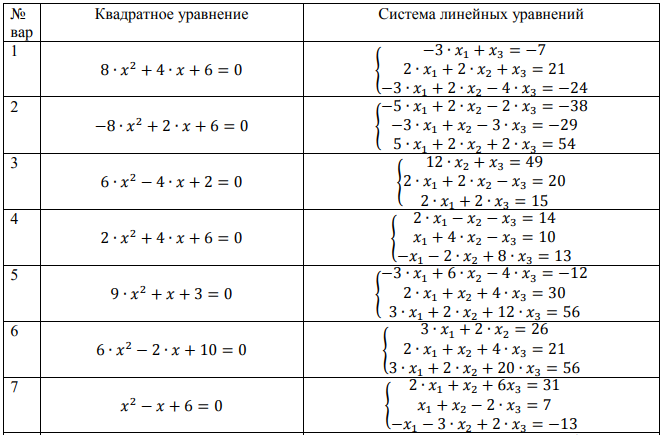 № вар Квадратное уравнение Система линейных уравнений
1
−3 · x₁ + x₃ = −7
8 · x² + 4 · x + 6 = 0
2 · x₁ + 2 · x₂ + x₃ = 21
−3 · x₁ + 2 · x₂ − 4 · x₃ = −24
2
−5 · x₁ + 2 · x₂ − 2 · x₃ = −38
−8 · x² + 2 · x + 6 = 0
−3 · x₁ + x₂ − 3 · x₃ = −29
5 · x₁ + 2 · x₂ + 2 · x₃ = 54
3
12 · x₂ + x₃ = 49
6 · x² − 4 · x + 2 = 0
2 · x₁ + 2 · x₂ − x₃ = 20
2 · x₁ + 2 · x₃ = 15
4
2 · x₁ − x₂ − x₃ = 14
2 · x² + 4 · x + 6 = 0
x₁ + 4 · x₂ − x₃ = 10
−x₁ − 2 · x₂ + 8 · x₃ = 13
5
−3 · x₁ + 6 · x₂ − 4 · x₃ = −12
9 · x² + x + 3 = 0
2 · x₁ + x₂ + 4 · x₃ = 30
3 · x₁ + 2 · x₂ + 12 · x₃ = 56
6
3 · x₁ + 2 · x₂ = 26
6 · x² − 2 · x + 10 = 0
2 · x₁ + x₂ + 4 · x₃ = 21
3 · x₁ + 2 · x₂ + 20 · x₃ = 56
7
2 · x₁ + x₂ + 6x₃ = 31
x² − x + 6 = 0
x₁ + x₂ − 2 · x₃ = 7
−x₁ − 3 · x₂ + 2 · x₃ = −13